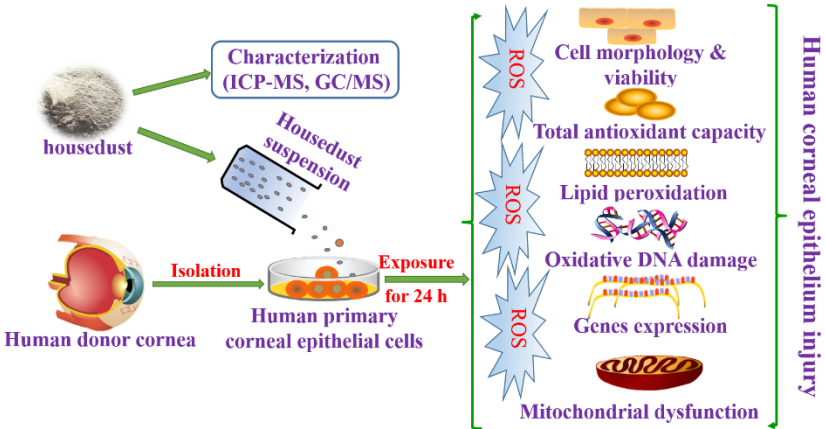 Characterization
(ICP-MS, GC/MS)
housedust
Housedust
suspension
Human donor cornea
Isolation
Human primary
corneal epithelial cells
Exposure
for 24 h
ROS
ROS
ROS
Cell morphology &
viability
Total antioxidant capacity
Lipid peroxidation
Oxidative DNA damage
Genes expression
Mitochondrial dysfunction
Human corneal epithelium injury